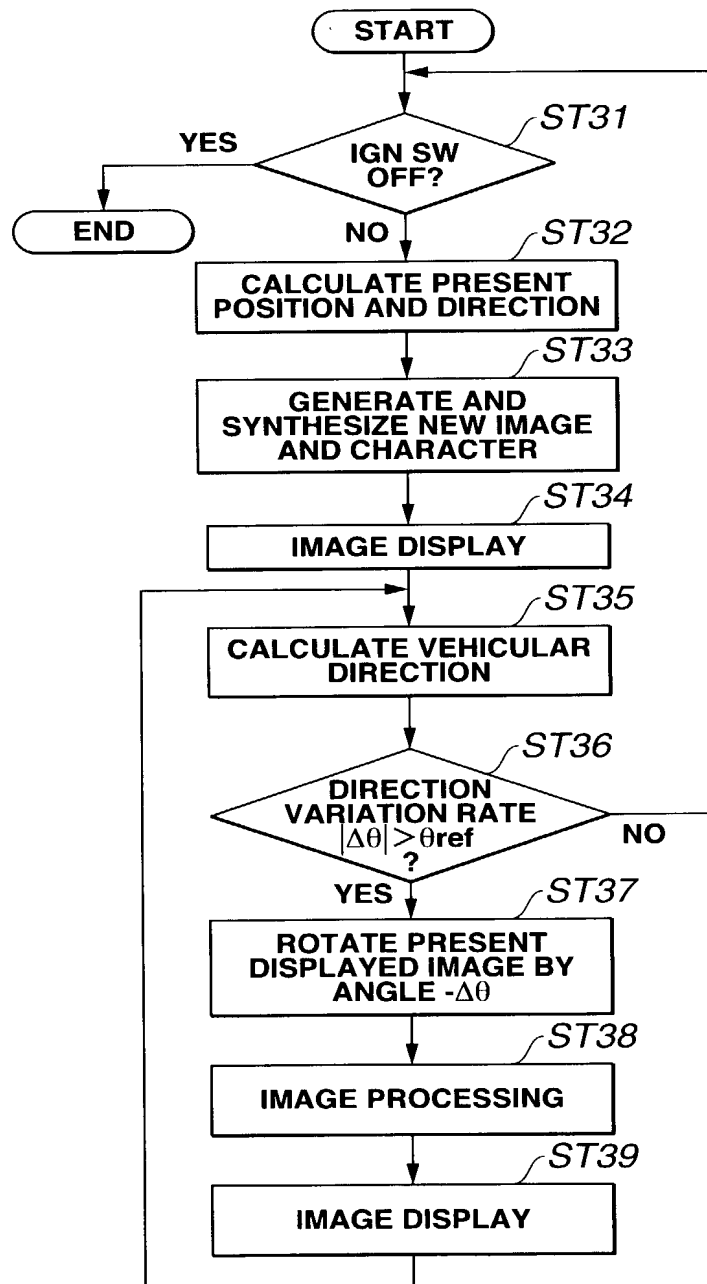 START
ST31
YES
IGN SW
OFF?
END
NO
ST32
CALCULATE PRESENT
POSITION AND DIRECTION
ST33
GENERATE AND
SYNTHESIZE NEW IMAGE
AND CHARACTER
ST34
IMAGE DISPLAY
ST35
CALCULATE VEHICULAR
DIRECTION
ST36
DIRECTION
VARIATION RATE
|Δθ|>θref
?
NO
YES
ST37
ROTATE PRESENT
DISPLAYED IMAGE BY
ANGLE -Δθ
ST38
IMAGE PROCESSING
ST39
IMAGE DISPLAY